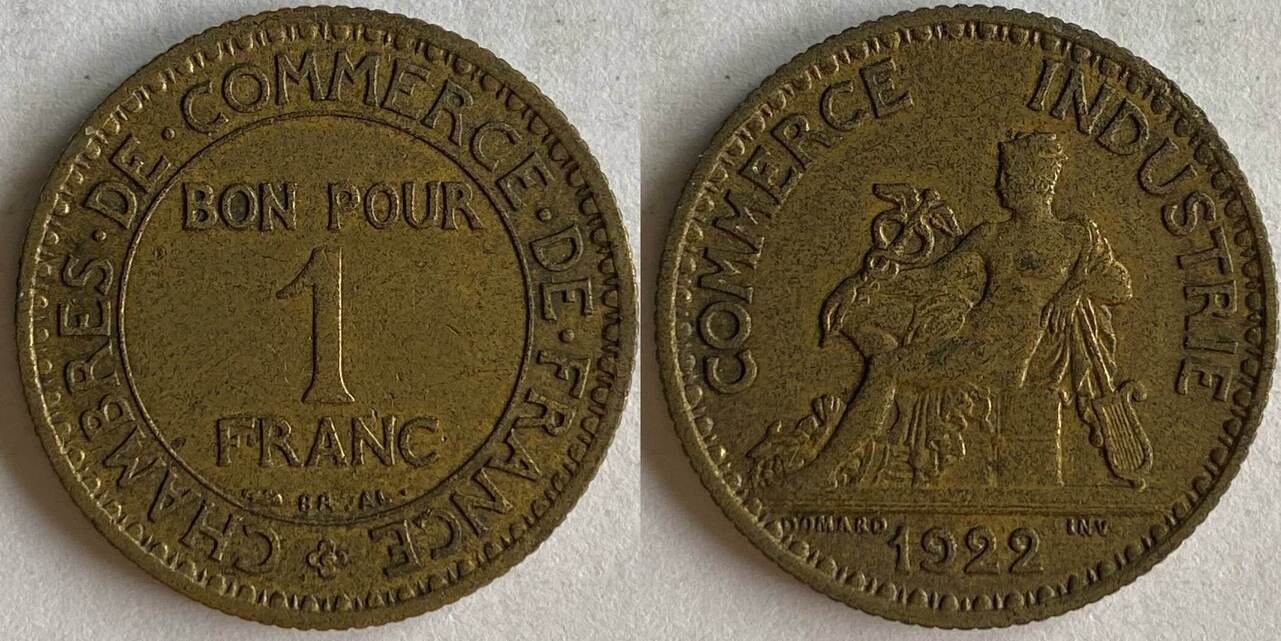 CHAMBRES·DE·COMMERCE·DE·FRANCE
BON POUR
1
FRANC
COMMERCE INDUSTRIE
DOMARD INV.
1922